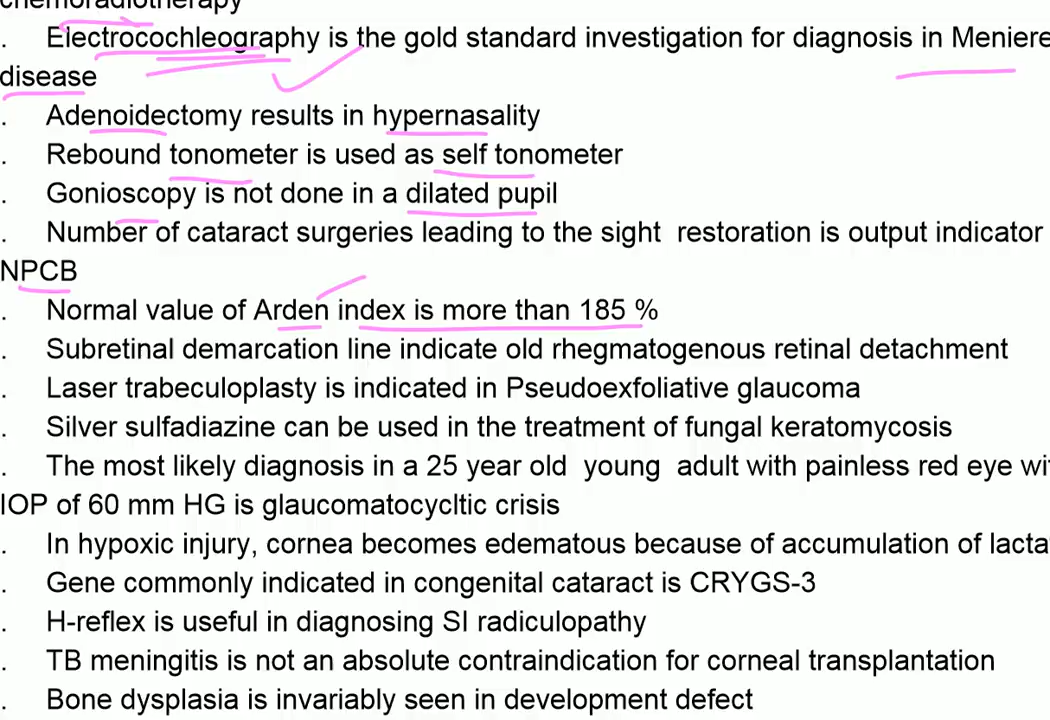 chemoradiotherapy
. Electrocochleography is the gold standard investigation for diagnosis in Meniere
disease
. Adenoidectomy results in hypernasality
. Rebound tonometer is used as self tonometer
. Gonioscopy is not done in a dilated pupil
. Number of cataract surgeries leading to the sight restoration is output indicator
NPCB
. Normal value of Arden index is more than 185 %
. Subretinal demarcation line indicate old rhegmatogenous retinal detachment
. Laser trabeculoplasty is indicated in Pseudoexfoliative glaucoma
. Silver sulfadiazine can be used in the treatment of fungal keratomycosis
. The most likely diagnosis in a 25 year old young adult with painless red eye wi
IOP of 60 mm HG is glaucomatocycltic crisis
. In hypoxic injury, cornea becomes edematous because of accumulation of lacta
. Gene commonly indicated in congenital cataract is CRYGS-3
. H-reflex is useful in diagnosing SI radiculopathy
. TB meningitis is not an absolute contraindication for corneal transplantation
. Bone dysplasia is invariably seen in development defect